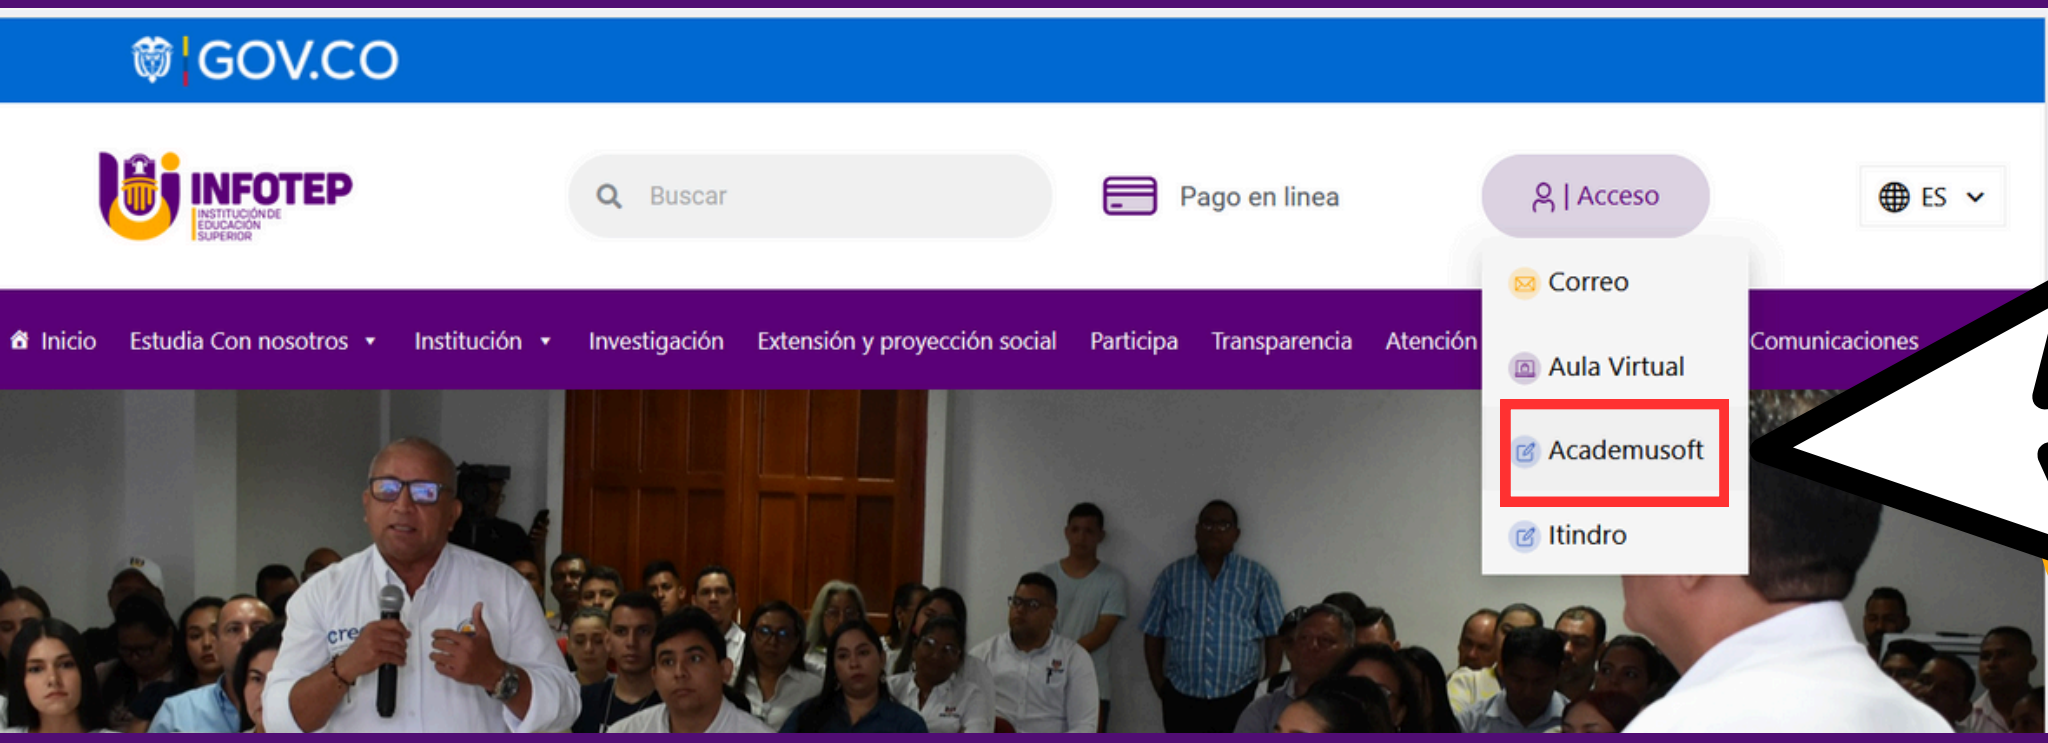 GOV.CO
INFOTEP
INSTITUCIÓN DE
EDUCACIÓN
SUPERIOR
Buscar
Pago en linea
| Acceso
ES
Correo
Aula Virtual
Academusoft
Itindro
Inicio
Estudia Con nosotros
Institución
Investigación
Extensión y proyección social
Participa
Transparencia
Atención
Comunicaciones
cre